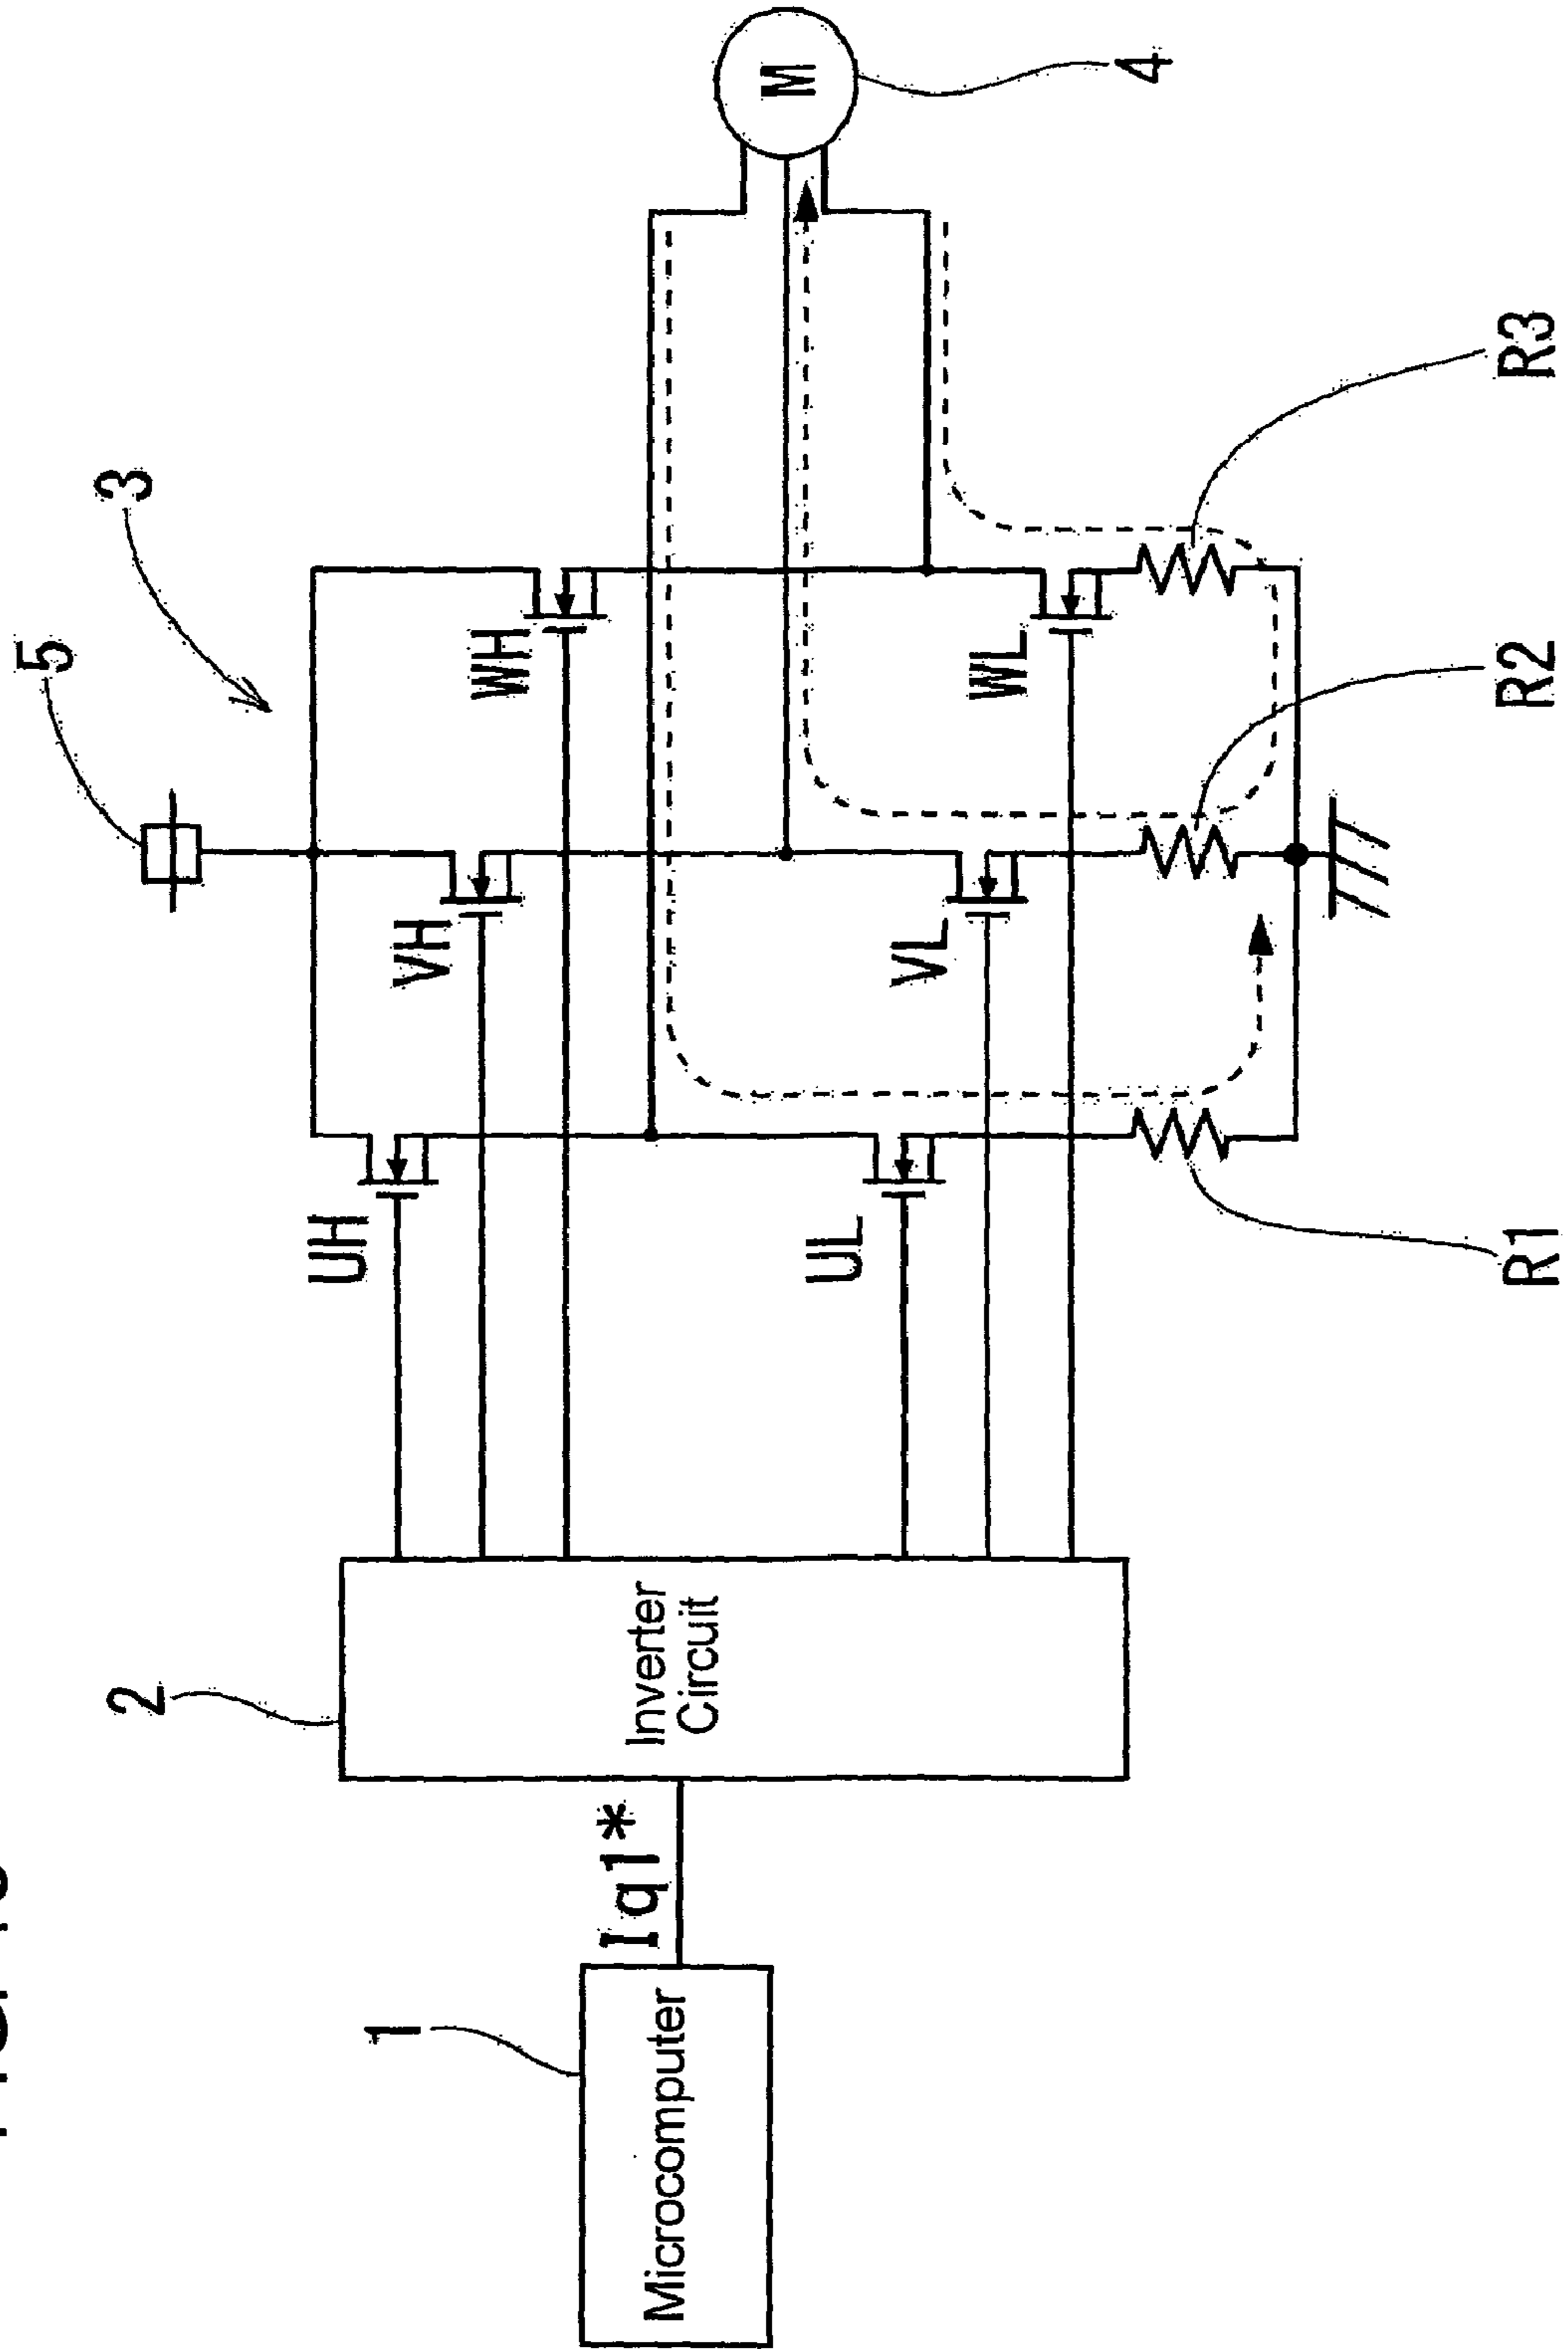 5
3
2
1
UH
VH
WH
M
4
Microcomputer
Iq1*
Inverter
Circuit
UL
VL
WL
R1
R2
R3